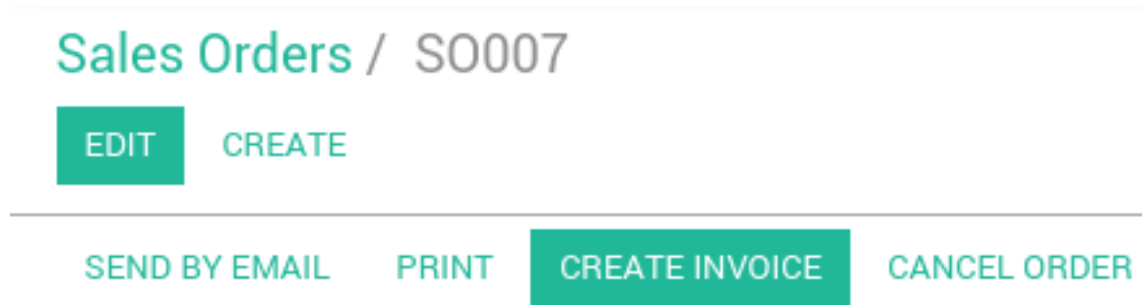 Sales Orders / SO007
EDIT CREATE
SEND BY EMAIL PRINT CREATE INVOICE CANCEL ORDER